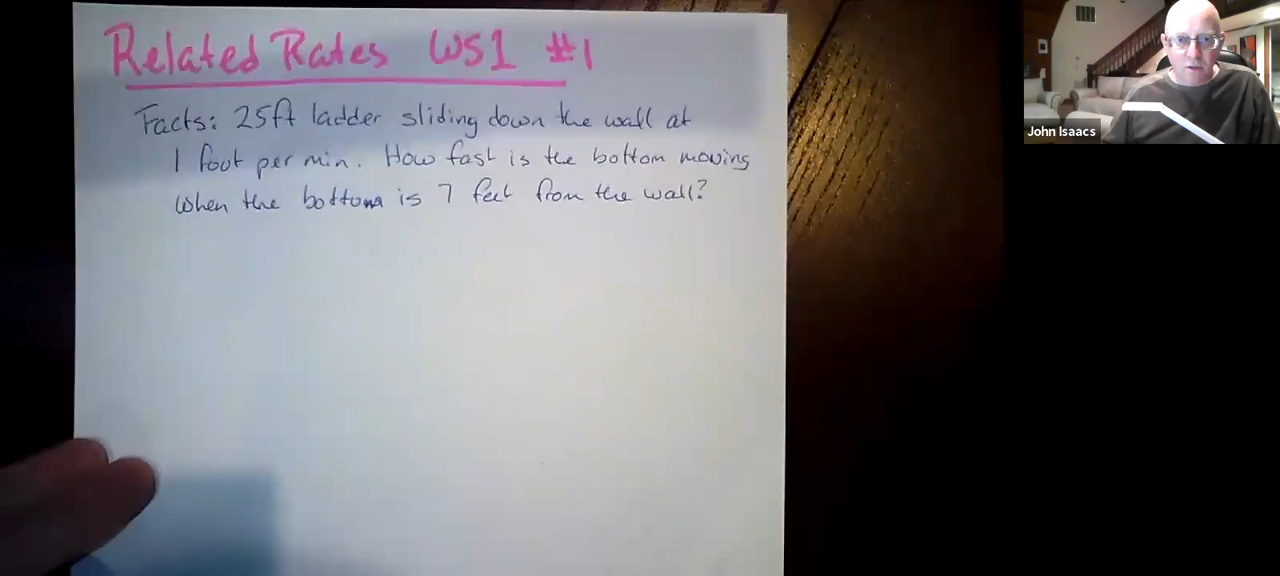 Related Rates WS1 #1
Facts: 25ft ladder sliding down the wall at
1 foot per min. How fast is the bottom moving
when the bottom is 7 feet from the wall?
John Isaacs